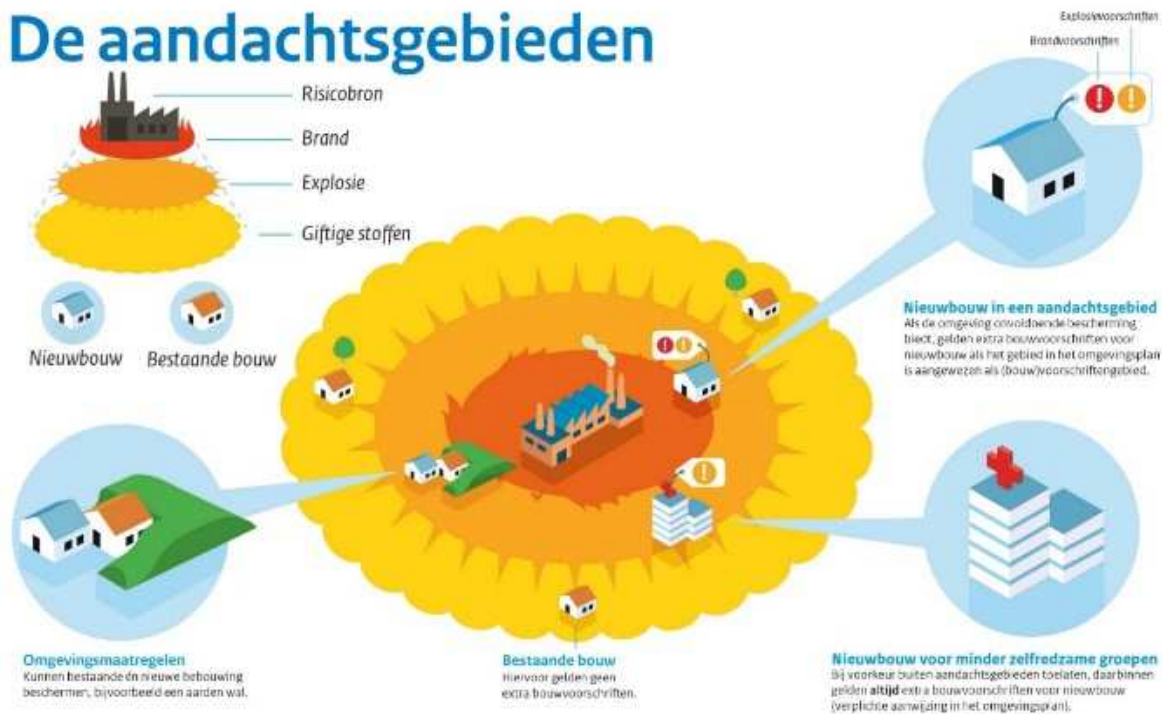 De aandachtsgebieden
Risicobron
Brand
Explosie
Giftige stoffen
Nieuwbouw
Bestaande bouw
Explosievoorschriften
Brandvoorschriften
Nieuwbouw in een aandachtsgebied
Als de omgeving onvoldoende bescherming
biedt, gelden extra bouwvoorschriften voor
nieuwbouw als het gebied in het omgevingsplan
is aangewezen als (bouw)voorschriftengebied.
Omgevingsmaatregelen
Kunnen bestaande én nieuwe bebouwing
beschermen, bijvoorbeeld een aarden wal.
Bestaande bouw
Hiervoor gelden geen
extra bouwvoorschriften.
Nieuwbouw voor minder zelfredzame groepen
Bij voorkeur buiten aandachtsgebieden toelaten, daarbinnen
gelden altijd extra bouwvoorschriften voor nieuwbouw
(verplichte aanwijzing in het omgevingsplan).